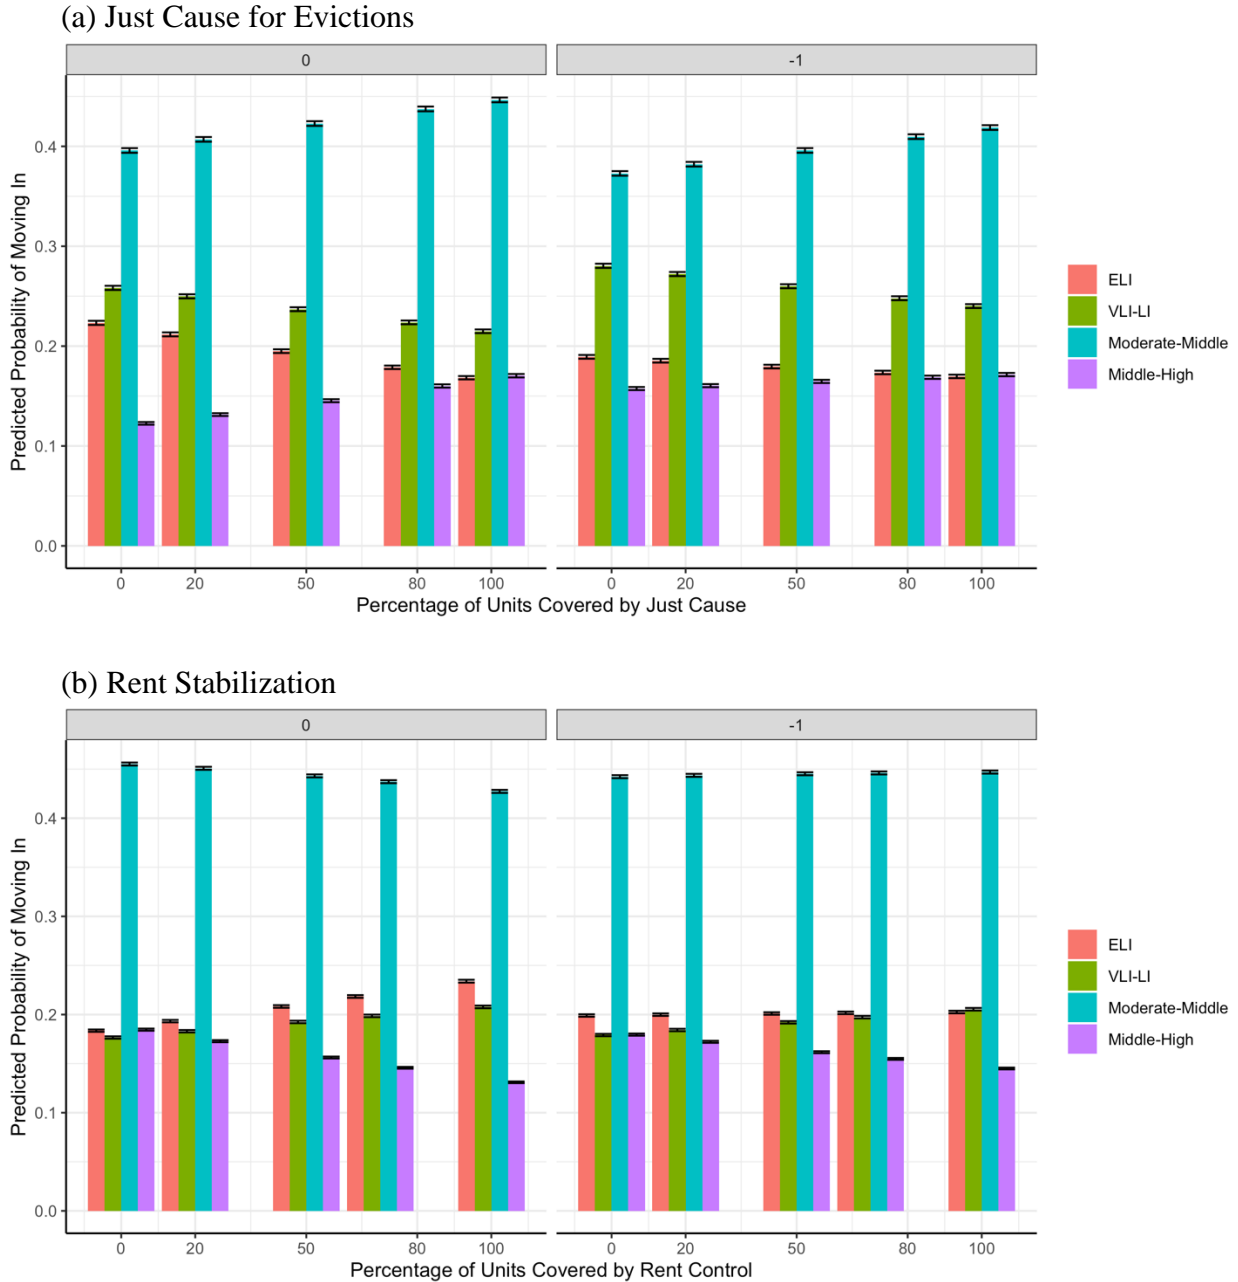 (a) Just Cause for Evictions
0
-1
Predicted Probability of Moving In
0.4
0.3
0.2
0.1
0.0
0 20 50 80 100
0 20 50 80 100
Percentage of Units Covered by Just Cause
ELI
VLI-LI
Moderate-Middle
Middle-High
(b) Rent Stabilization
0
-1
Predicted Probability of Moving In
0.4
0.3
0.2
0.1
0.0
0 20 50 80 100
0 20 50 80 100
Percentage of Units Covered by Rent Control
ELI
VLI-LI
Moderate-Middle
Middle-High